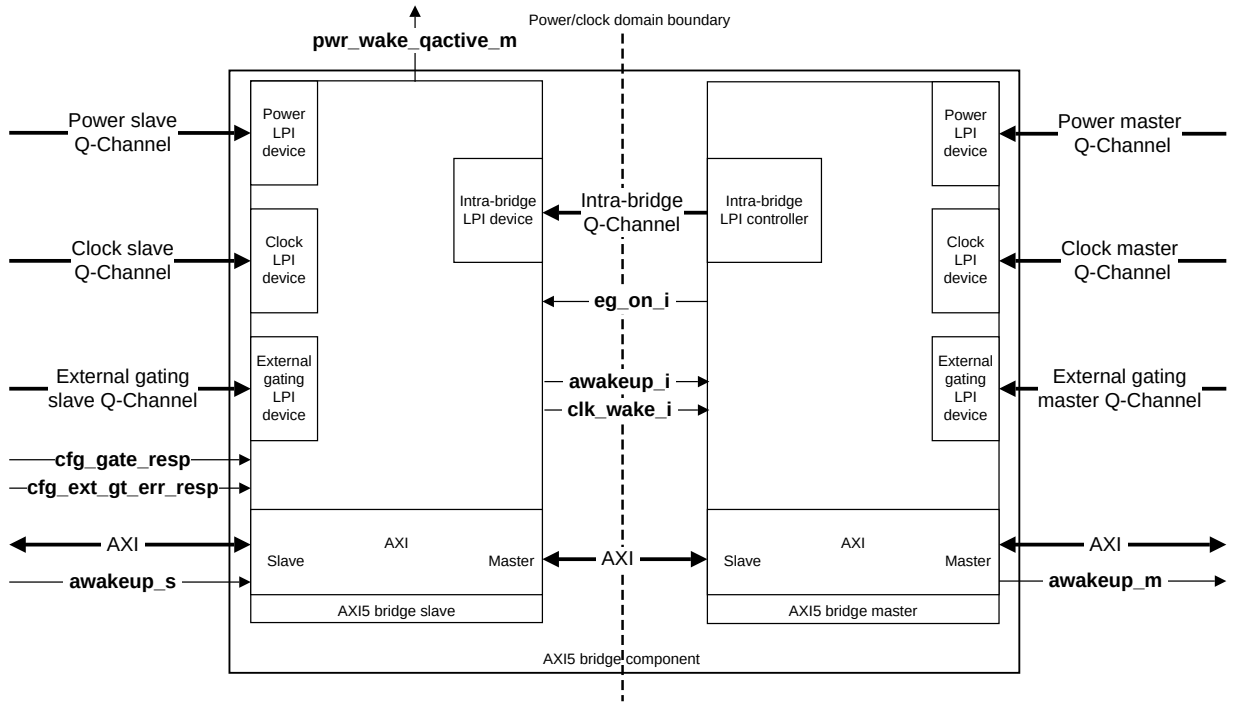 Power/clock domain boundary
pwr_wake_qactive_m
Power slave
Q-Channel
Power
LPI
device
Power
LPI
device
Power master
Q-Channel
Intra-bridge
LPI device
Intra-bridge
Q-Channel
Intra-bridge
LPI controller
Clock slave
Q-Channel
Clock
LPI
device
Clock
LPI
device
Clock master
Q-Channel
eg_on_i
External gating
slave Q-Channel
External
gating
LPI
device
awakeup_i
clk_wake_i
External
gating
LPI
device
External gating
master Q-Channel
cfg_gate_resp
cfg_ext_gt_err_resp
AXI
awakeup_s
AXI
Slave
Master
AXI5 bridge slave
AXI
AXI
Slave
Master
AXI5 bridge master
AXI
awakeup_m
AXI5 bridge component